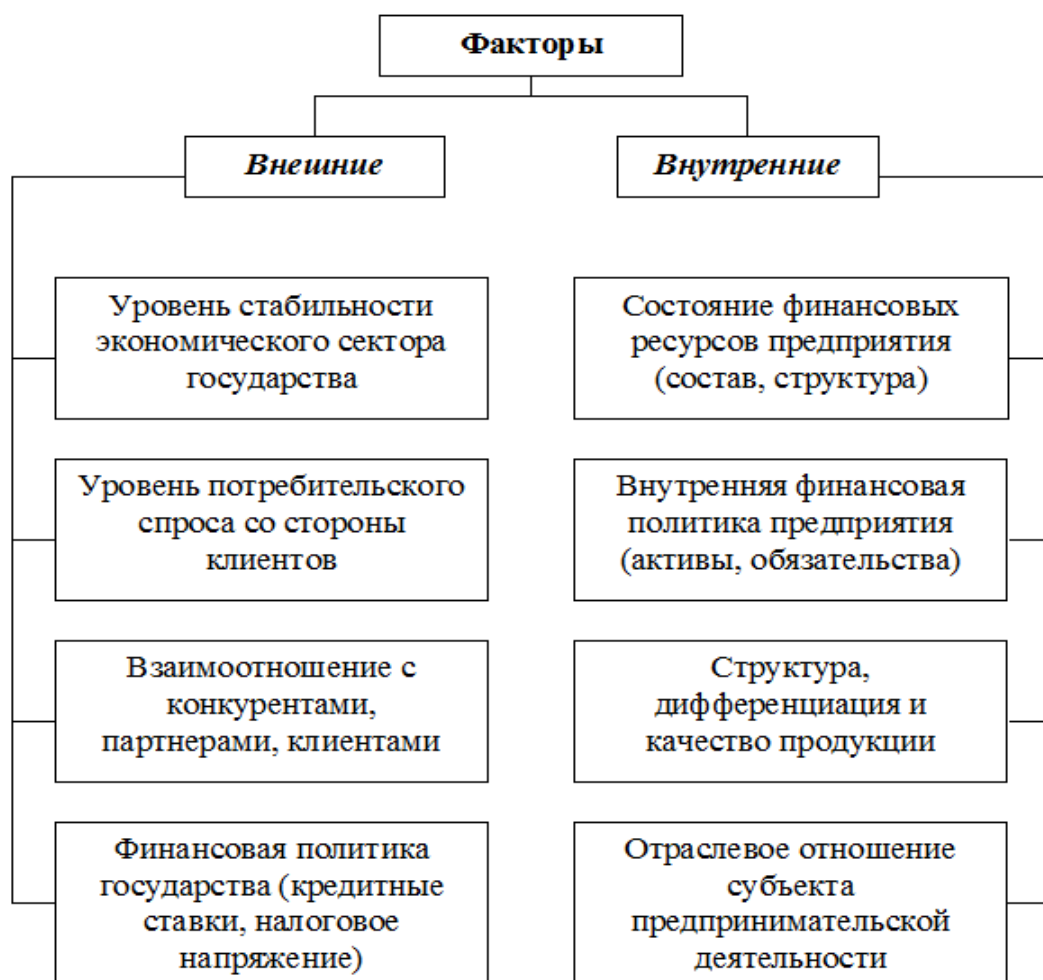 Факторы
Внешние
Внутренние
Уровень стабильности
экономического сектора
государства
Состояние финансовых
ресурсов предприятия
(состав, структура)
Уровень потребительского
спроса со стороны
клиентов
Внутренняя финансовая
политика предприятия
(активы, обязательства)
Взаимоотношение с
конкурентами,
партнерами, клиентами
Структура,
дифференциация и
качество продукции
Финансовая политика
государства (кредитные
ставки, налоговое
напряжение)
Отраслевое отношение
субъекта
предпринимательской
деятельности